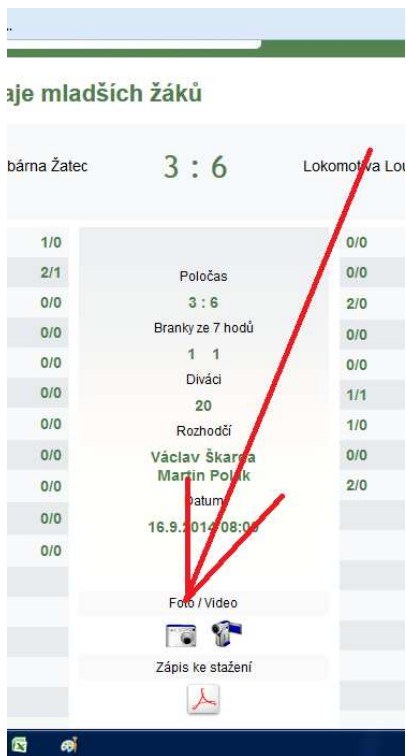 ..
aje mladších žáků
bárna Žatec 3 : 6 Lokomotiva Lou
1/0
2/1
0/0
0/0
0/0
0/0
0/0
0/0
0/0
0/0
0/0
Poločas
3 : 6
Branky ze 7 hodů
1 1
Diváci
20
Rozhodčí
Václav Škarda
Martin Polák
Datum
16.9.2014 08:00
Foto / Video
Zápis ke stažení
0/0
0/0
2/0
0/0
0/0
1/1
1/0
0/0
2/0